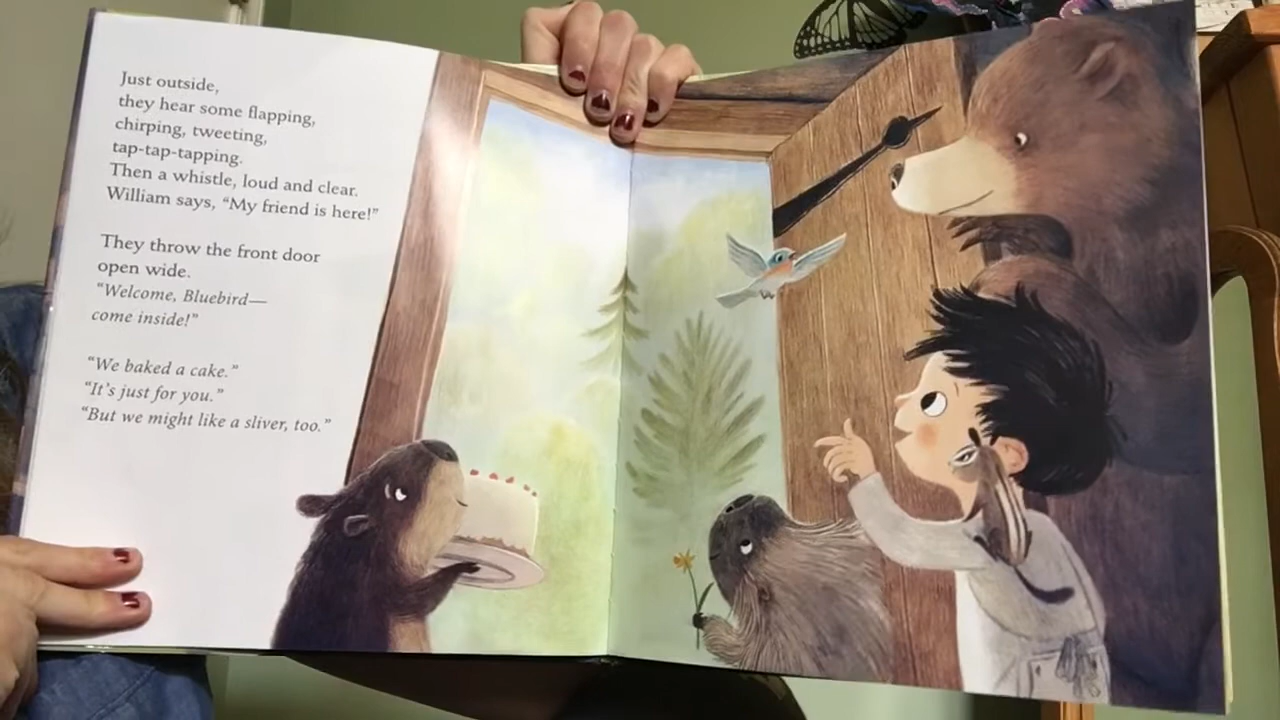 Just outside,
they hear some flapping,
chirping, tweeting,
tap-tap-tapping.
Then a whistle, loud and clear.
William says, “My friend is here!”
They throw the front door
open wide.
“Welcome, Bluebird—
come inside!”
“We baked a cake.”
“It’s just for you.”
“But we might like a sliver, too.”